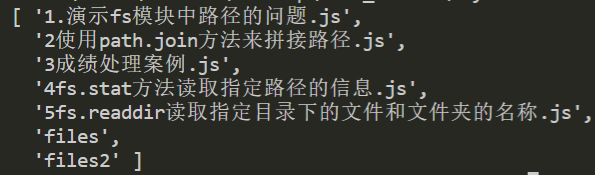 [ '1.演示fs模块中路径的问题.js',
'2使用path.join方法来拼接路径.js',
'3成绩处理案例.js',
'4fs.stat方法读取指定路径的信息.js',
'5fs.readdir读取指定目录下的文件和文件夹的名称.js',
'files',
'files2' ]